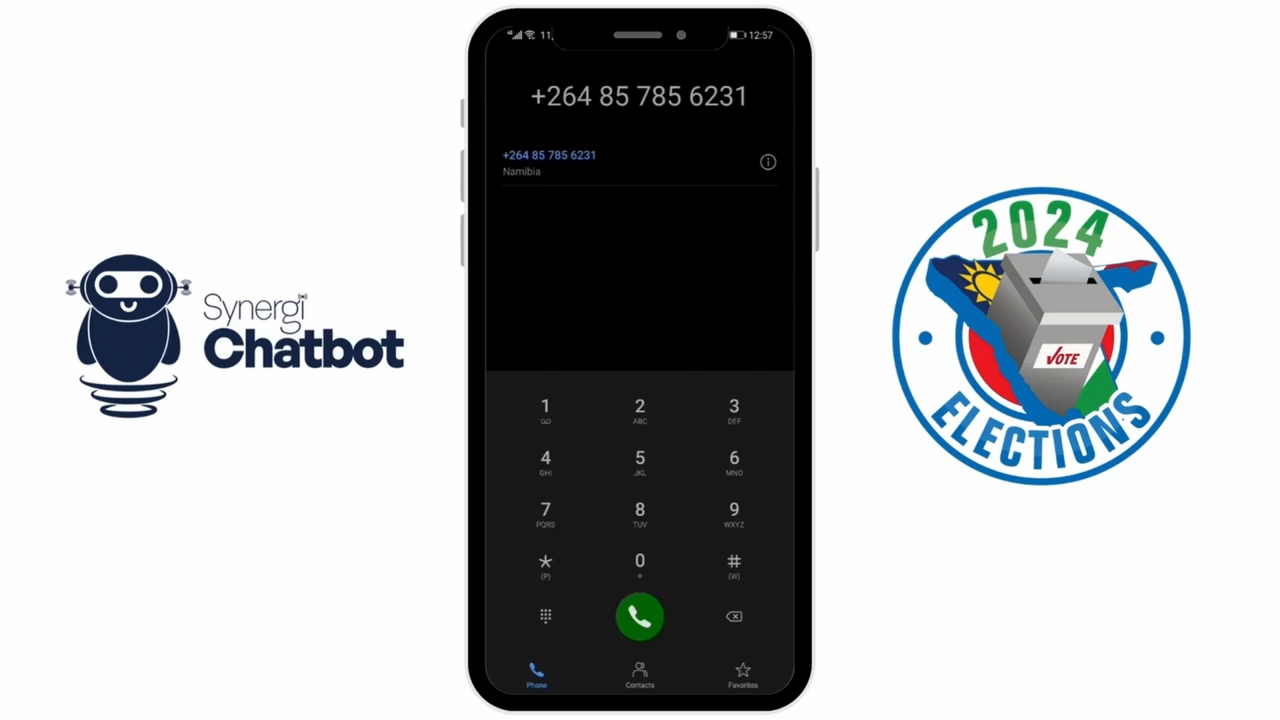 Synergi
Chatbot
11
12:57
+264 85 785 6231
+264 85 785 6231
Namibia
1
2
ABC
3
DEF
4
GHI
5
JKL
6
MNO
7
PQRS
8
TUV
9
WXYZ
*
(P)
0
+
#
(W)
Phone
Contacts
Favorites
2024
VOTE
ELECTIONS